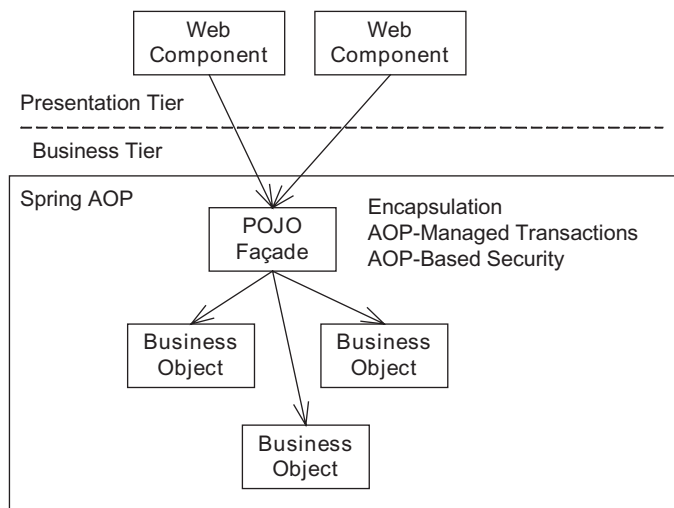 Web
Component
Web
Component
Presentation Tier
Business Tier
Spring AOP
POJO
Façade
Encapsulation
AOP-Managed Transactions
AOP-Based Security
Business
Object
Business
Object
Business
Object